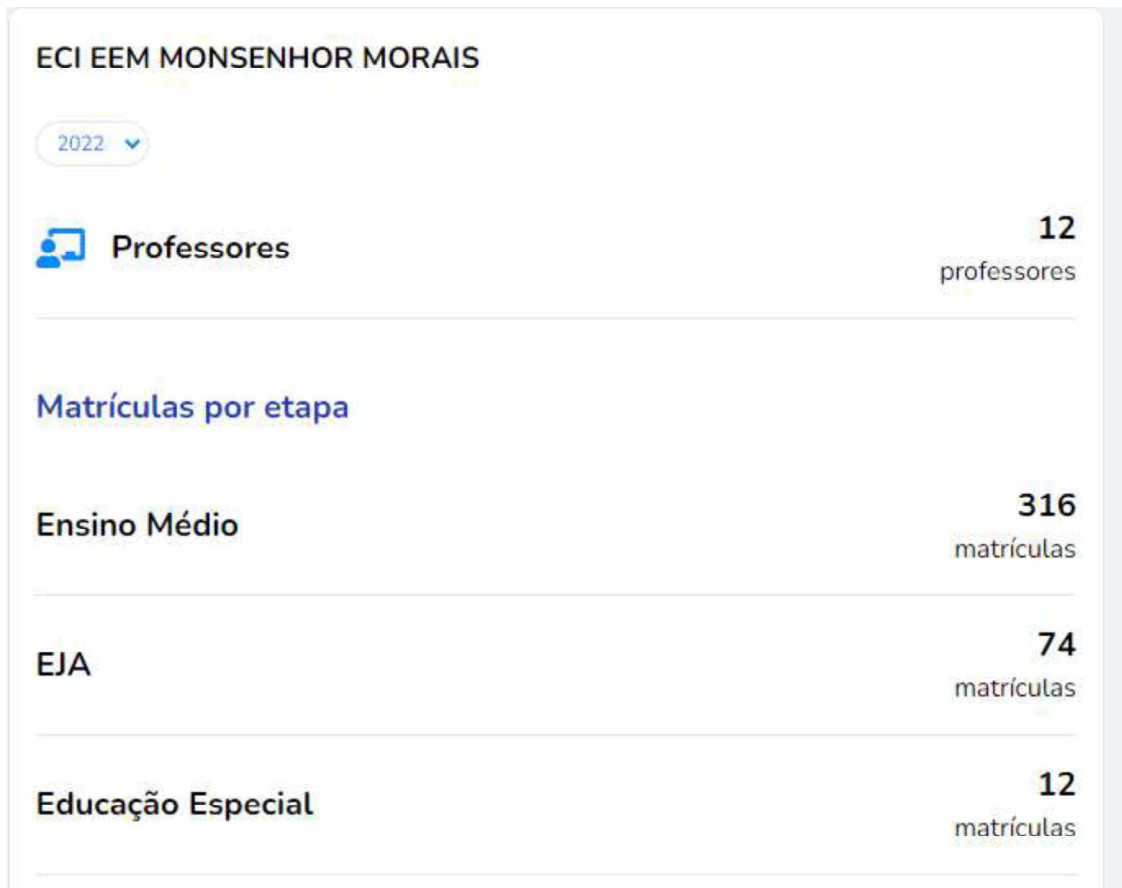 ECI EEM MONSENHOR MORAIS
2022
Professores
12
professores
Matrículas por etapa
Ensino Médio
316
matrículas
EJA
74
matrículas
Educação Especial
12
matrículas